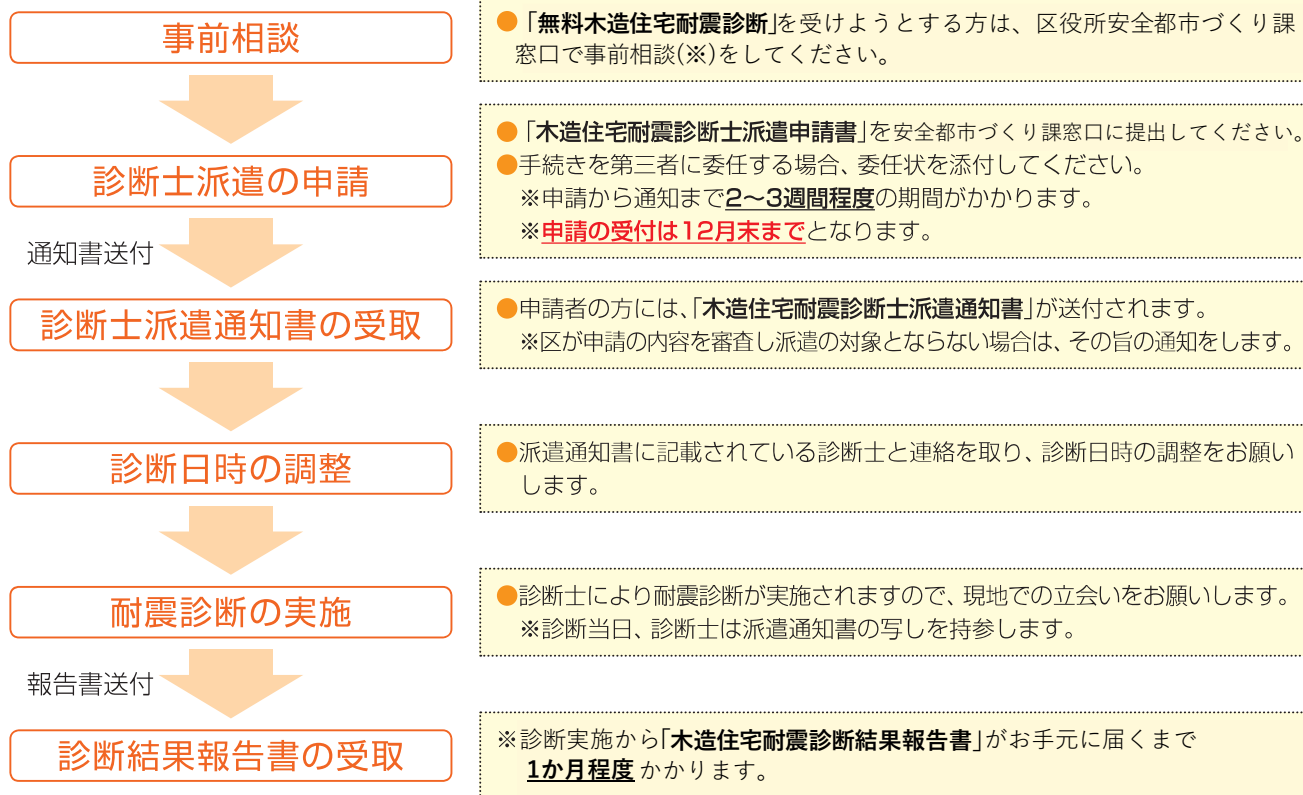 事前相談
●「無料木造住宅耐震診断」を受けようとする方は、区役所安全都市づくり課
窓口で事前相談(※)をしてください。
診断士派遣の申請
●「木造住宅耐震診断士派遣申請書」を安全都市づくり課窓口に提出してください。
●手続きを第三者に委任する場合、委任状を添付してください。
※申請から通知まで2〜3週間程度の期間がかかります。
※申請の受付は12月末までとなります。
通知書送付
診断士派遣通知書の受取
●申請者の方には、「木造住宅耐震診断士派遣通知書」が送付されます。
※区が申請の内容を審査し派遣の対象とならない場合は、その旨の通知をします。
診断日時の調整
●派遣通知書に記載されている診断士と連絡を取り、診断日時の調整をお願い
します。
耐震診断の実施
●診断士により耐震診断が実施されますので、現地での立会いをお願いします。
※診断当日、診断士は派遣通知書の写しを持参します。
報告書送付
診断結果報告書の受取
※診断実施から「木造住宅耐震診断結果報告書」がお手元に届くまで
1か月程度かかります。